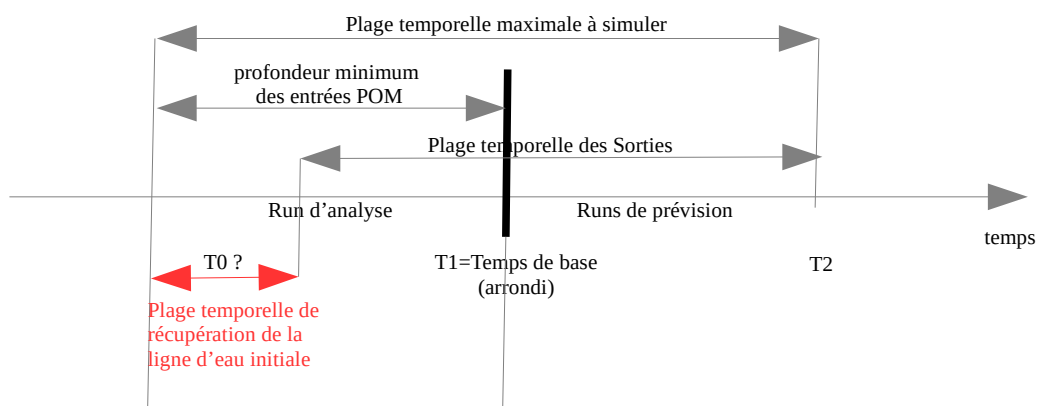 Plage temporelle maximale à simuler
profondeur minimum
des entrées POM
Plage temporelle des Sorties
Run d’analyse
Runs de prévision
temps
T0 ?
T1=Temps de base
(arrondi)
T2
Plage temporelle de
récupération de la
ligne d’eau initiale